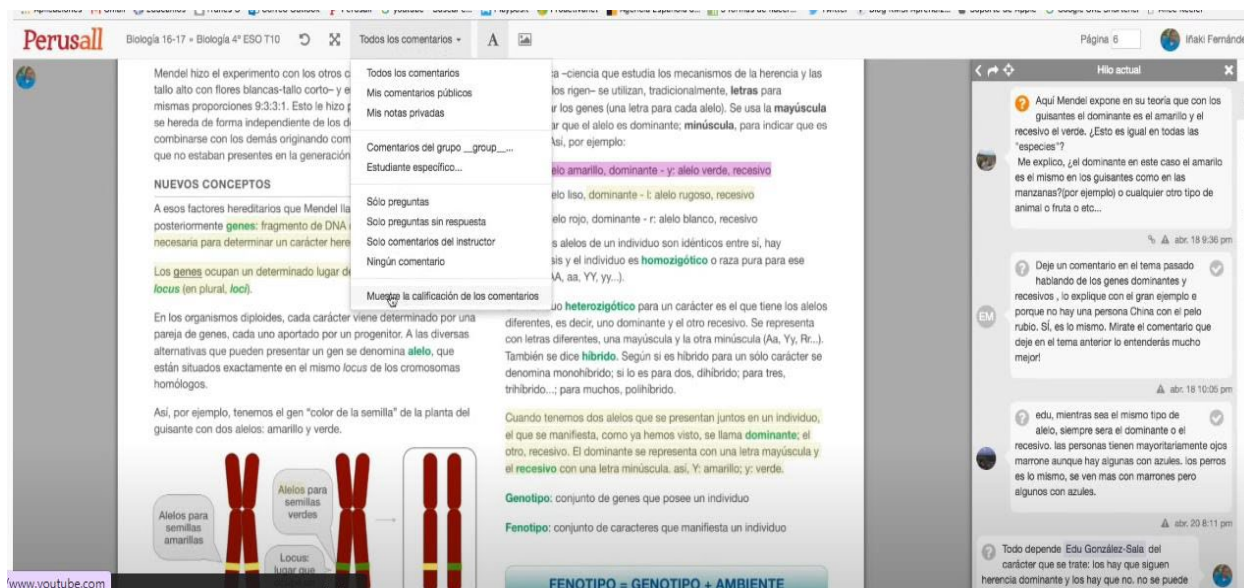 Perusall
Biología 16-17 » Biología 4º ESO T10
Todos los comentarios
A
Página 6
Iñaki Fernánde
Mendel hizo el experimento con los otros c
tallo alto con flores blancas-tallo corto– y e
mismas proporciones 9:3:3:1. Esto le hizo p
se hereda de forma independiente de los d
combinarse con los demás originando com
que no estaban presentes en la generación
NUEVOS CONCEPTOS
A esos factores hereditarios que Mendel lla
posteriormente genes: fragmento de DNA
necesaria para determinar un carácter here
Los genes ocupan un determinado lugar de
locus (en plural, loci).
En los organismos diploides, cada carácter viene determinado por una
pareja de genes, cada uno aportado por un progenitor. A las diversas
alternativas que pueden presentar un gen se denomina alelo, que
están situados exactamente en el mismo locus de los cromosomas
homólogos.
Así, por ejemplo, tenemos el gen "color de la semilla" de la planta del
guisante con dos alelos: amarillo y verde.
Alelos para
semillas
amarillas
Alelos para
semillas
verdes
Locus:
lugar que
Todos los comentarios
Mis comentarios públicos
Mis notas privadas
Comentarios del grupo __group__...
Estudiante específico...
Sólo preguntas
Solo preguntas sin respuesta
Solo comentarios del instructor
Ningún comentario
Muestre la calificación de los comentarios
ca –ciencia que estudia los mecanismos de la herencia y las
los rigen– se utilizan, tradicionalmente, letras para
r los genes (una letra para cada alelo). Se usa la mayúscula
ar que el alelo es dominante; minúscula, para indicar que es
Así, por ejemplo:
elo amarillo, dominante - y: alelo verde, recesivo
elo liso, dominante - l: alelo rugoso, recesivo
elo rojo, dominante - r: alelo blanco, recesivo
s alelos de un individuo son idénticos entre sí, hay
sis y el individuo es homozigótico o raza pura para ese
AA, aa, YY, yy...).
uo heterozigótico para un carácter es el que tiene los alelos
diferentes, es decir, uno dominante y el otro recesivo. Se representa
con letras diferentes, una mayúscula y la otra minúscula (Aa, Yy, Rr...).
También se dice híbrido. Según si es híbrido para un sólo carácter se
denomina monohíbrido; si lo es para dos, dihíbrido; para tres,
trihíbrido...; para muchos, polihíbrido.
Cuando tenemos dos alelos que se presentan juntos en un individuo,
el que se manifiesta, como ya hemos visto, se llama dominante; el
otro, recesivo. El dominante se representa con una letra mayúscula y
el recesivo con una letra minúscula. así, Y: amarillo; y: verde.
Genotipo: conjunto de genes que posee un individuo
Fenotipo: conjunto de caracteres que manifiesta un individuo
FENOTIPO = GENOTIPO + AMBIENTE
Hilo actual
Aquí Mendel expone en su teoría que con los
guisantes el dominante es el amarillo y el
recesivo el verde. ¿Esto es igual en todas las
"especies"?
Me explico, ¿el dominante en este caso el amarilo
es el mismo en los guisantes como en las
manzanas?(por ejemplo) o cualquier otro tipo de
animal o fruta o etc...
abr. 18 9:36 pm
EM
Deje un comentario en el tema pasado
hablando de los genes dominantes y
recesivos , lo explique con el gran ejemplo e
porque no hay una persona China con el pelo
rubio. SÍ, es lo mismo. Mirate el comentario que
deje en el tema anterior lo entenderás mucho
mejor!
abr. 18 10:05 pm
edu, mientras sea el mismo tipo de
alelo, siempre sera el dominante o el
recesivo. las personas tienen mayoritariamente ojos
marrone aunque hay algunas con azules. los perros
es lo mismo, se ven mas con marrones pero
algunos con azules.
abr. 20 8:11 pm
Todo depende Edu González-Sala del
carácter que se trate: los hay que siguen
herencia dominante y los hay que no. no se puede
/www.youtube.com